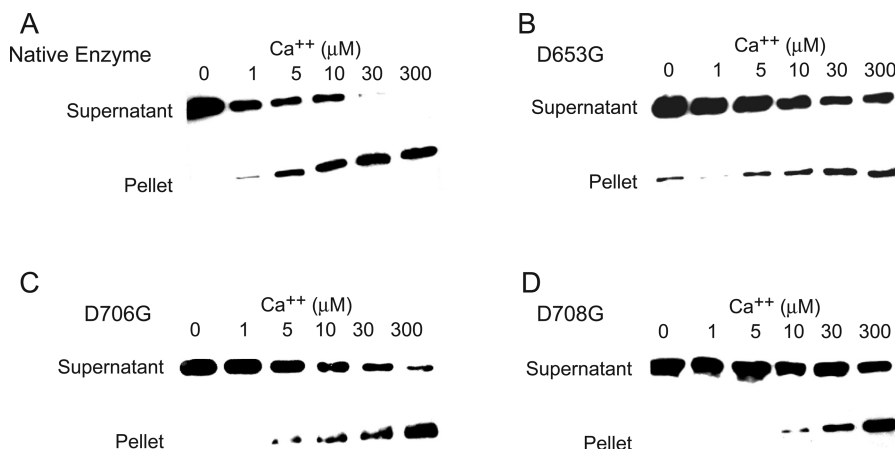 A
Native Enzyme
Ca++ (μM)
0 1 5 10 30 300
Supernatant
Pellet
B
D653G
Ca++ (μM)
0 1 5 10 30 300
Supernatant
Pellet
C
D706G
Ca++ (μM)
0 1 5 10 30 300
Supernatant
Pellet
D
D708G
Ca++ (μM)
0 1 5 10 30 300
Supernatant
Pellet